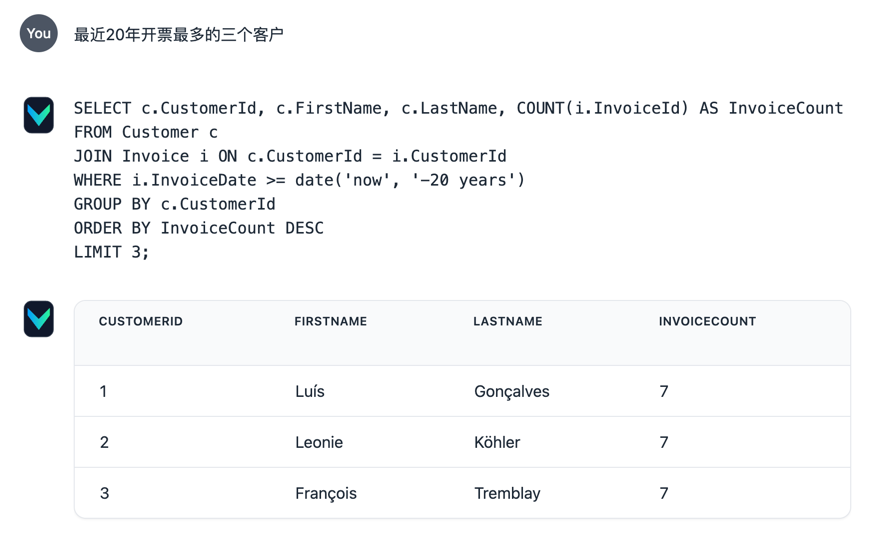 You
最近20年开票最多的三个客户
SELECT c.CustomerId, c.FirstName, c.LastName, COUNT(i.InvoiceId) AS InvoiceCount
FROM Customer c
JOIN Invoice i ON c.CustomerId = i.CustomerId
WHERE i.InvoiceDate >= date('now', '-20 years')
GROUP BY c.CustomerId
ORDER BY InvoiceCount DESC
LIMIT 3;
CUSTOMERID FIRSTNAME LASTNAME INVOICECOUNT
1 Luís Gonçalves 7
2 Leonie Köhler 7
3 François Tremblay 7